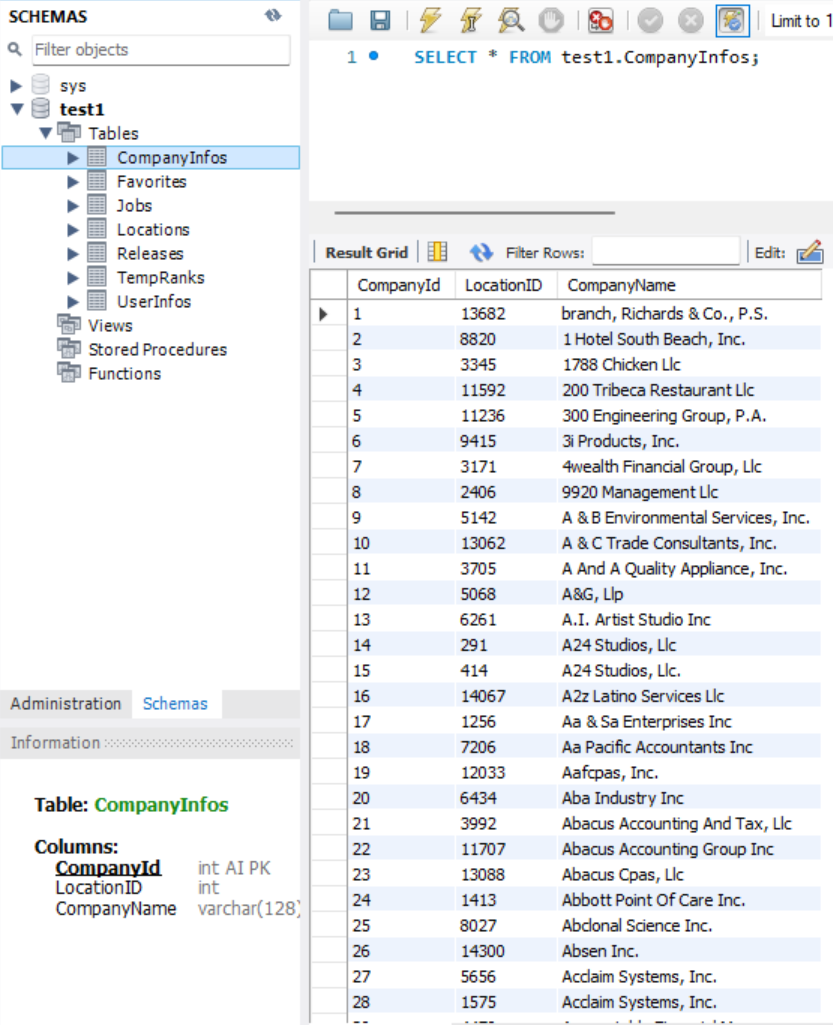 SCHEMAS
Filter objects
sys
test1
Tables
CompanyInfos
Favorites
Jobs
Locations
Releases
TempRanks
UserInfos
Views
Stored Procedures
Functions
Administration Schemas
Information
Table: CompanyInfos
Columns:
CompanyId int AI PK
LocationID int
CompanyName varchar(128)
Limit to 1
1 SELECT * FROM test1.CompanyInfos;
Result Grid Filter Rows: Edit:
CompanyId LocationID CompanyName
1 13682 branch, Richards & Co., P.S.
2 8820 1 Hotel South Beach, Inc.
3 3345 1788 Chicken Llc
4 11592 200 Tribeca Restaurant Llc
5 11236 300 Engineering Group, P.A.
6 9415 3i Products, Inc.
7 3171 4wealth Financial Group, Llc
8 2406 9920 Management Llc
9 5142 A & B Environmental Services, Inc.
10 13062 A & C Trade Consultants, Inc.
11 3705 A And A Quality Appliance, Inc.
12 5068 A&G, Llp
13 6261 A.I. Artist Studio Inc
14 291 A24 Studios, Llc
15 414 A24 Studios, Llc.
16 14067 A2z Latino Services Llc
17 1256 Aa & Sa Enterprises Inc
18 7206 Aa Pacific Accountants Inc
19 12033 Aafcpas, Inc.
20 6434 Aba Industry Inc
21 3992 Abacus Accounting And Tax, Llc
22 11707 Abacus Accounting Group Inc
23 13088 Abacus Cpas, Llc
24 1413 Abbott Point Of Care Inc.
25 8027 Abclonal Science Inc.
26 14300 Absen Inc.
27 5656 Acclaim Systems, Inc.
28 1575 Acclaim Systems, Inc.